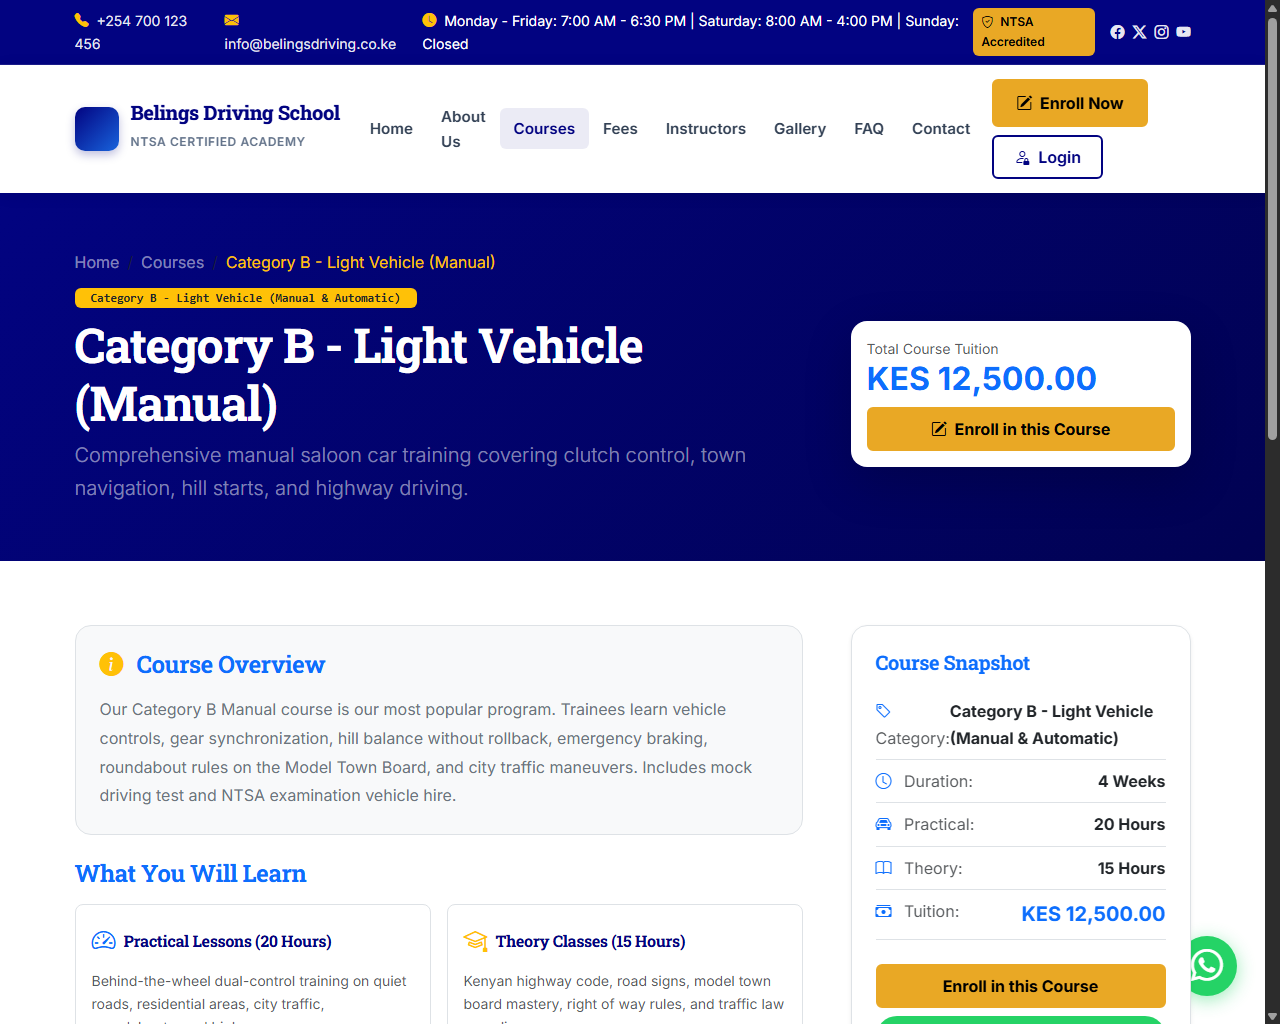 +254 700 123
456
info@belingsdriving.co.ke
Monday - Friday: 7:00 AM - 6:30 PM | Saturday: 8:00 AM - 4:00 PM | Sunday:
Closed
NTSA
Accredited
Belings Driving School
NTSA CERTIFIED ACADEMY
Home
About
Us
Courses
Fees
Instructors
Gallery
FAQ
Contact
Enroll Now
Login
Home / Courses / Category B - Light Vehicle (Manual)
Category B - Light Vehicle (Manual & Automatic)
Category B - Light Vehicle
(Manual)
Comprehensive manual saloon car training covering clutch control, town
navigation, hill starts, and highway driving.
Total Course Tuition
KES 12,500.00
Enroll in this Course
Course Overview
Our Category B Manual course is our most popular program. Trainees learn vehicle
controls, gear synchronization, hill balance without rollback, emergency braking,
roundabout rules on the Model Town Board, and city traffic maneuvers. Includes mock
driving test and NTSA examination vehicle hire.
What You Will Learn
Practical Lessons (20 Hours)
Behind-the-wheel dual-control training on quiet
roads, residential areas, city traffic,
Theory Classes (15 Hours)
Kenyan highway code, road signs, model town
board mastery, right of way rules, and traffic law
Course Snapshot
Category: Category B - Light Vehicle
(Manual & Automatic)
Duration: 4 Weeks
Practical: 20 Hours
Theory: 15 Hours
Tuition: KES 12,500.00
Enroll in this Course